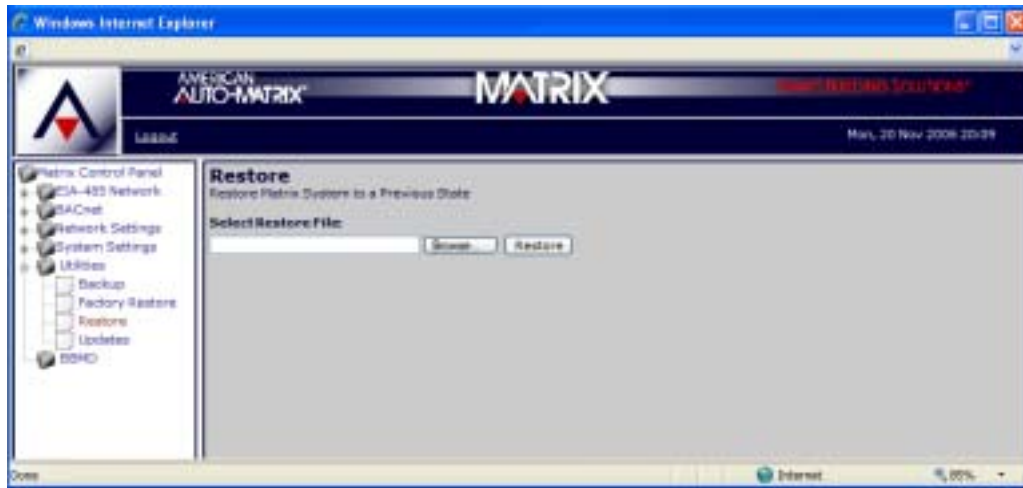 Windows Internet Explorer
AMERICAN
AUTO-MATRIX
MATRIX
Logout
Mon, 20 Nov 2006 20:09
Matrix Control Panel
EIA-485 Network
BACnet
Network Settings
System Settings
Utilities
Backup
Factory Restore
Restore
Updates
BBMD
Restore
Restore Matrix System to a Previous State
Select Restore File:
Browse...
Restore
Done
Internet
85%